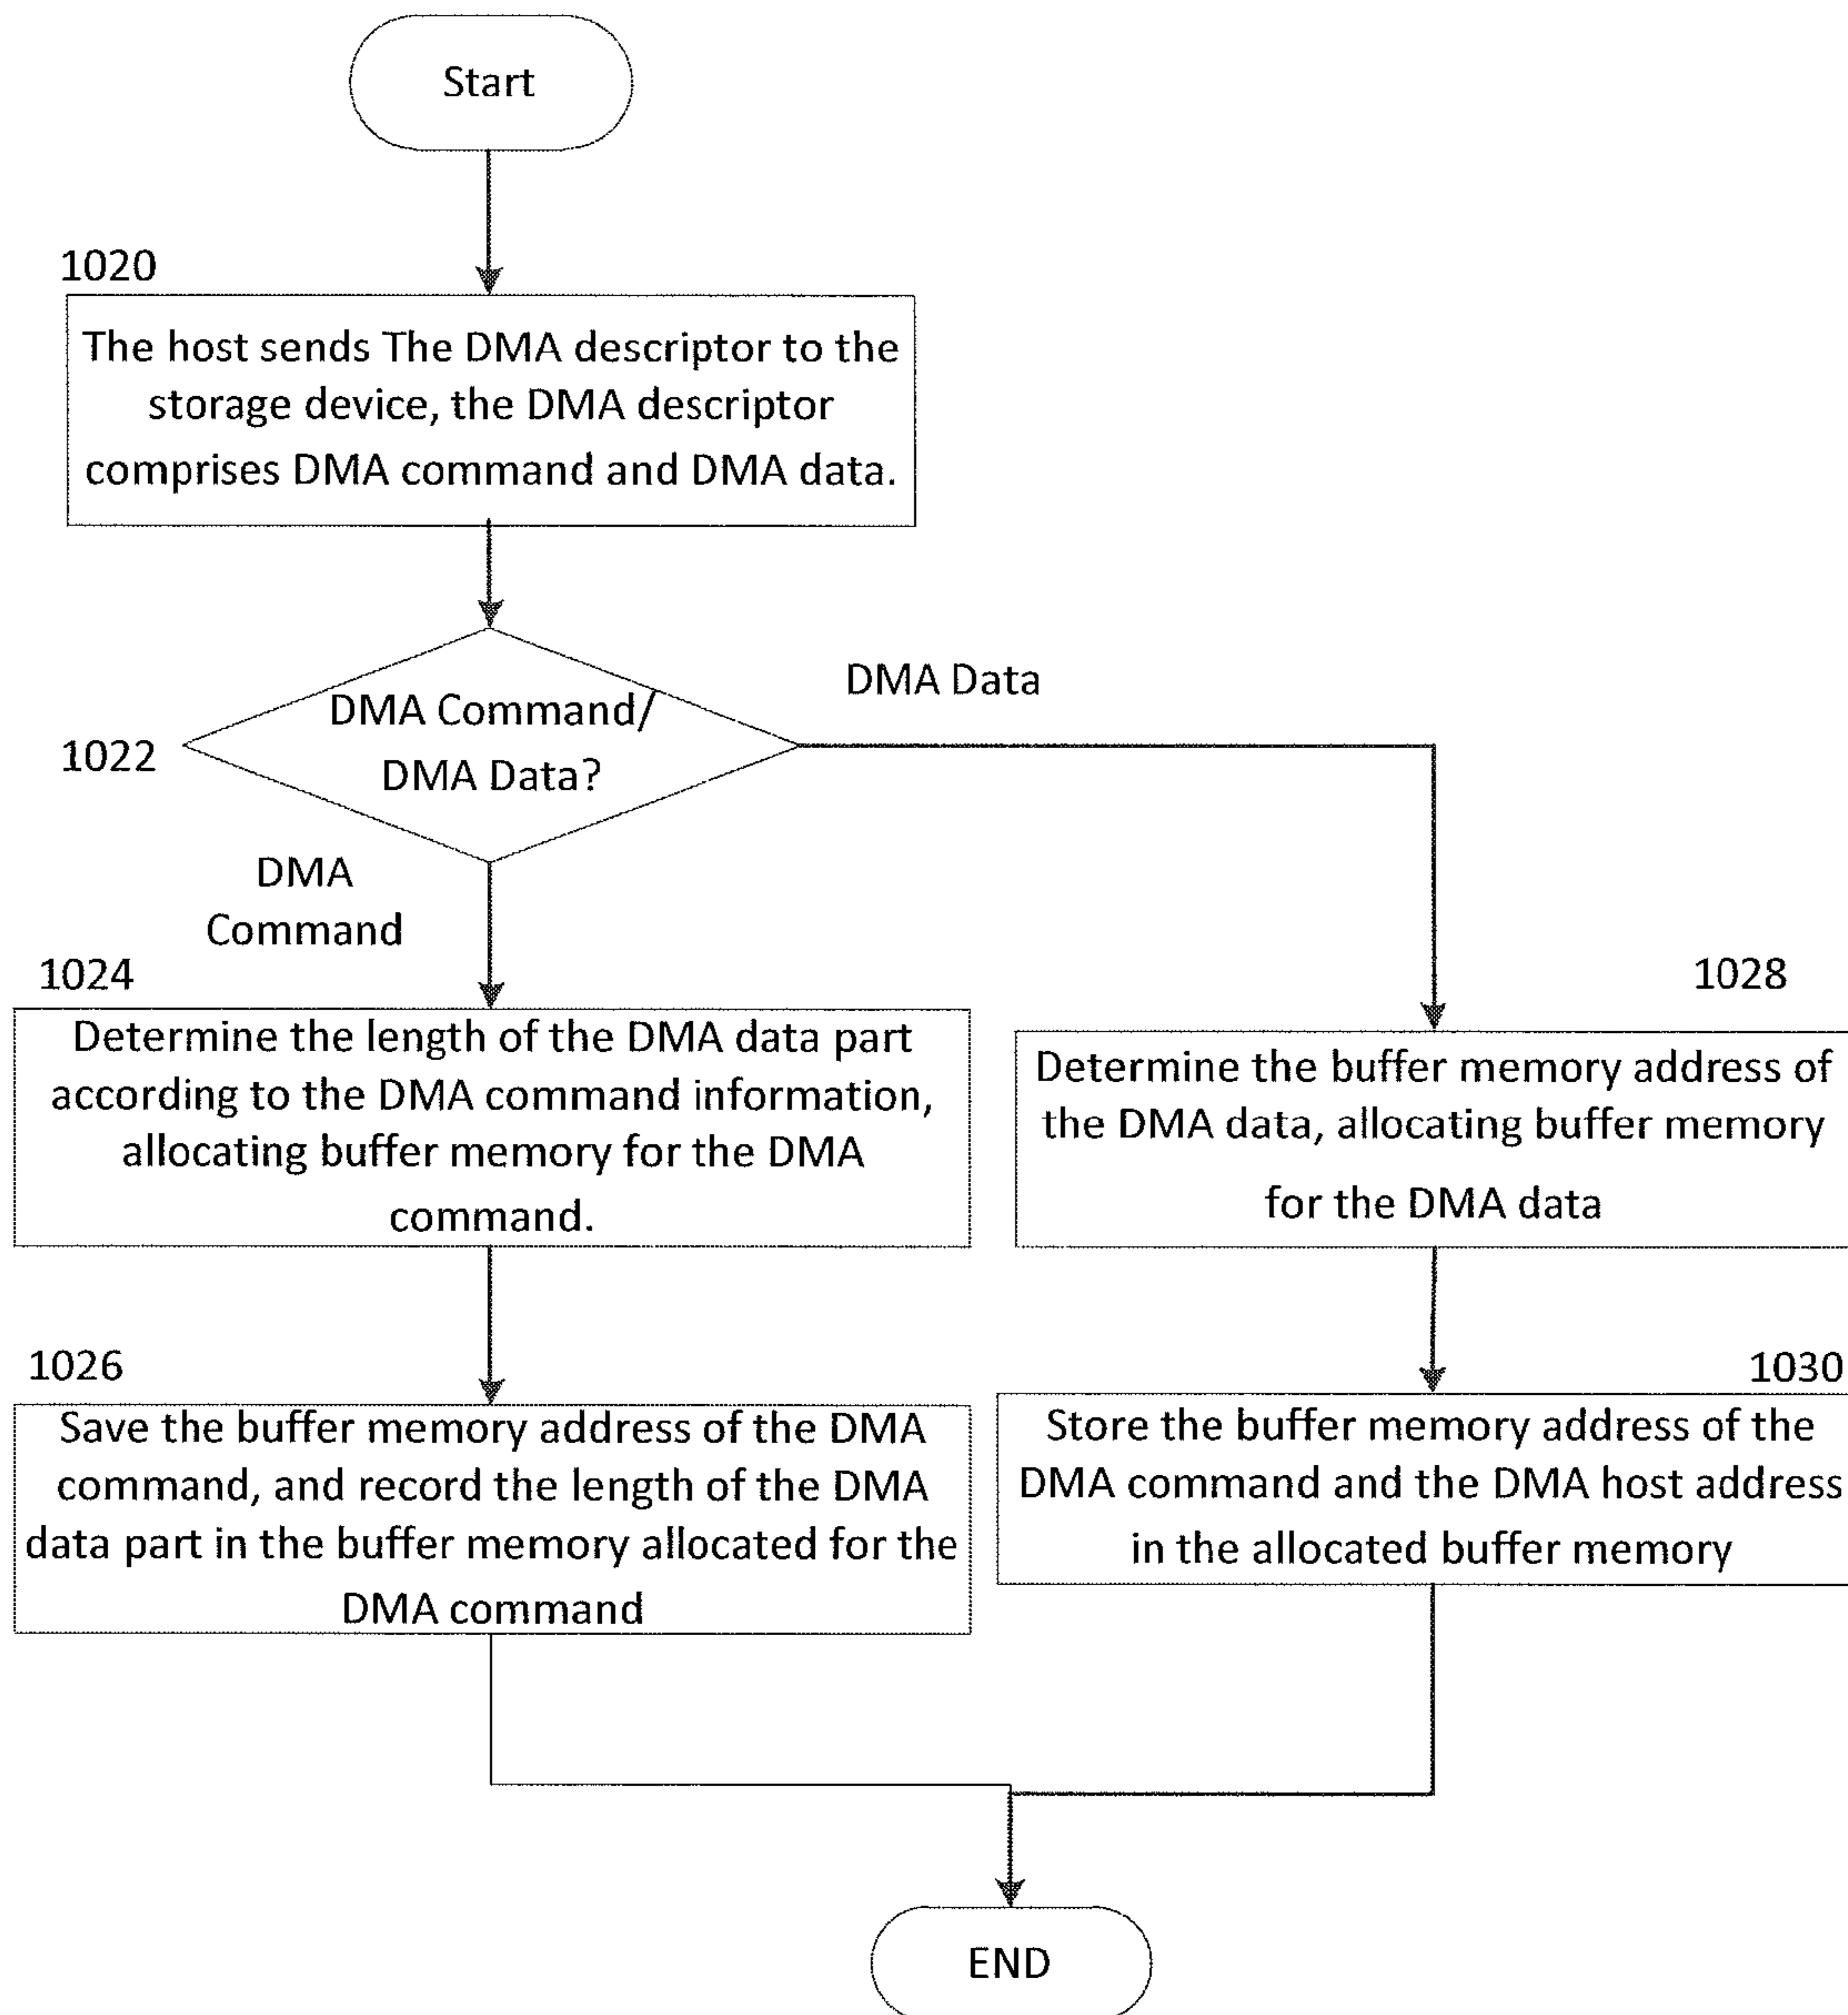 Start
1020
The host sends The DMA descriptor to the
storage device, the DMA descriptor
comprises DMA command and DMA data.
1022
DMA Command/
DMA Data?
DMA Data
DMA
Command
1024
Determine the length of the DMA data part
according to the DMA command information,
allocating buffer memory for the DMA
command.
1028
Determine the buffer memory address of
the DMA data, allocating buffer memory
for the DMA data
1026
Save the buffer memory address of the DMA
command, and record the length of the DMA
data part in the buffer memory allocated for the
DMA command
1030
Store the buffer memory address of the
DMA command and the DMA host address
in the allocated buffer memory
END